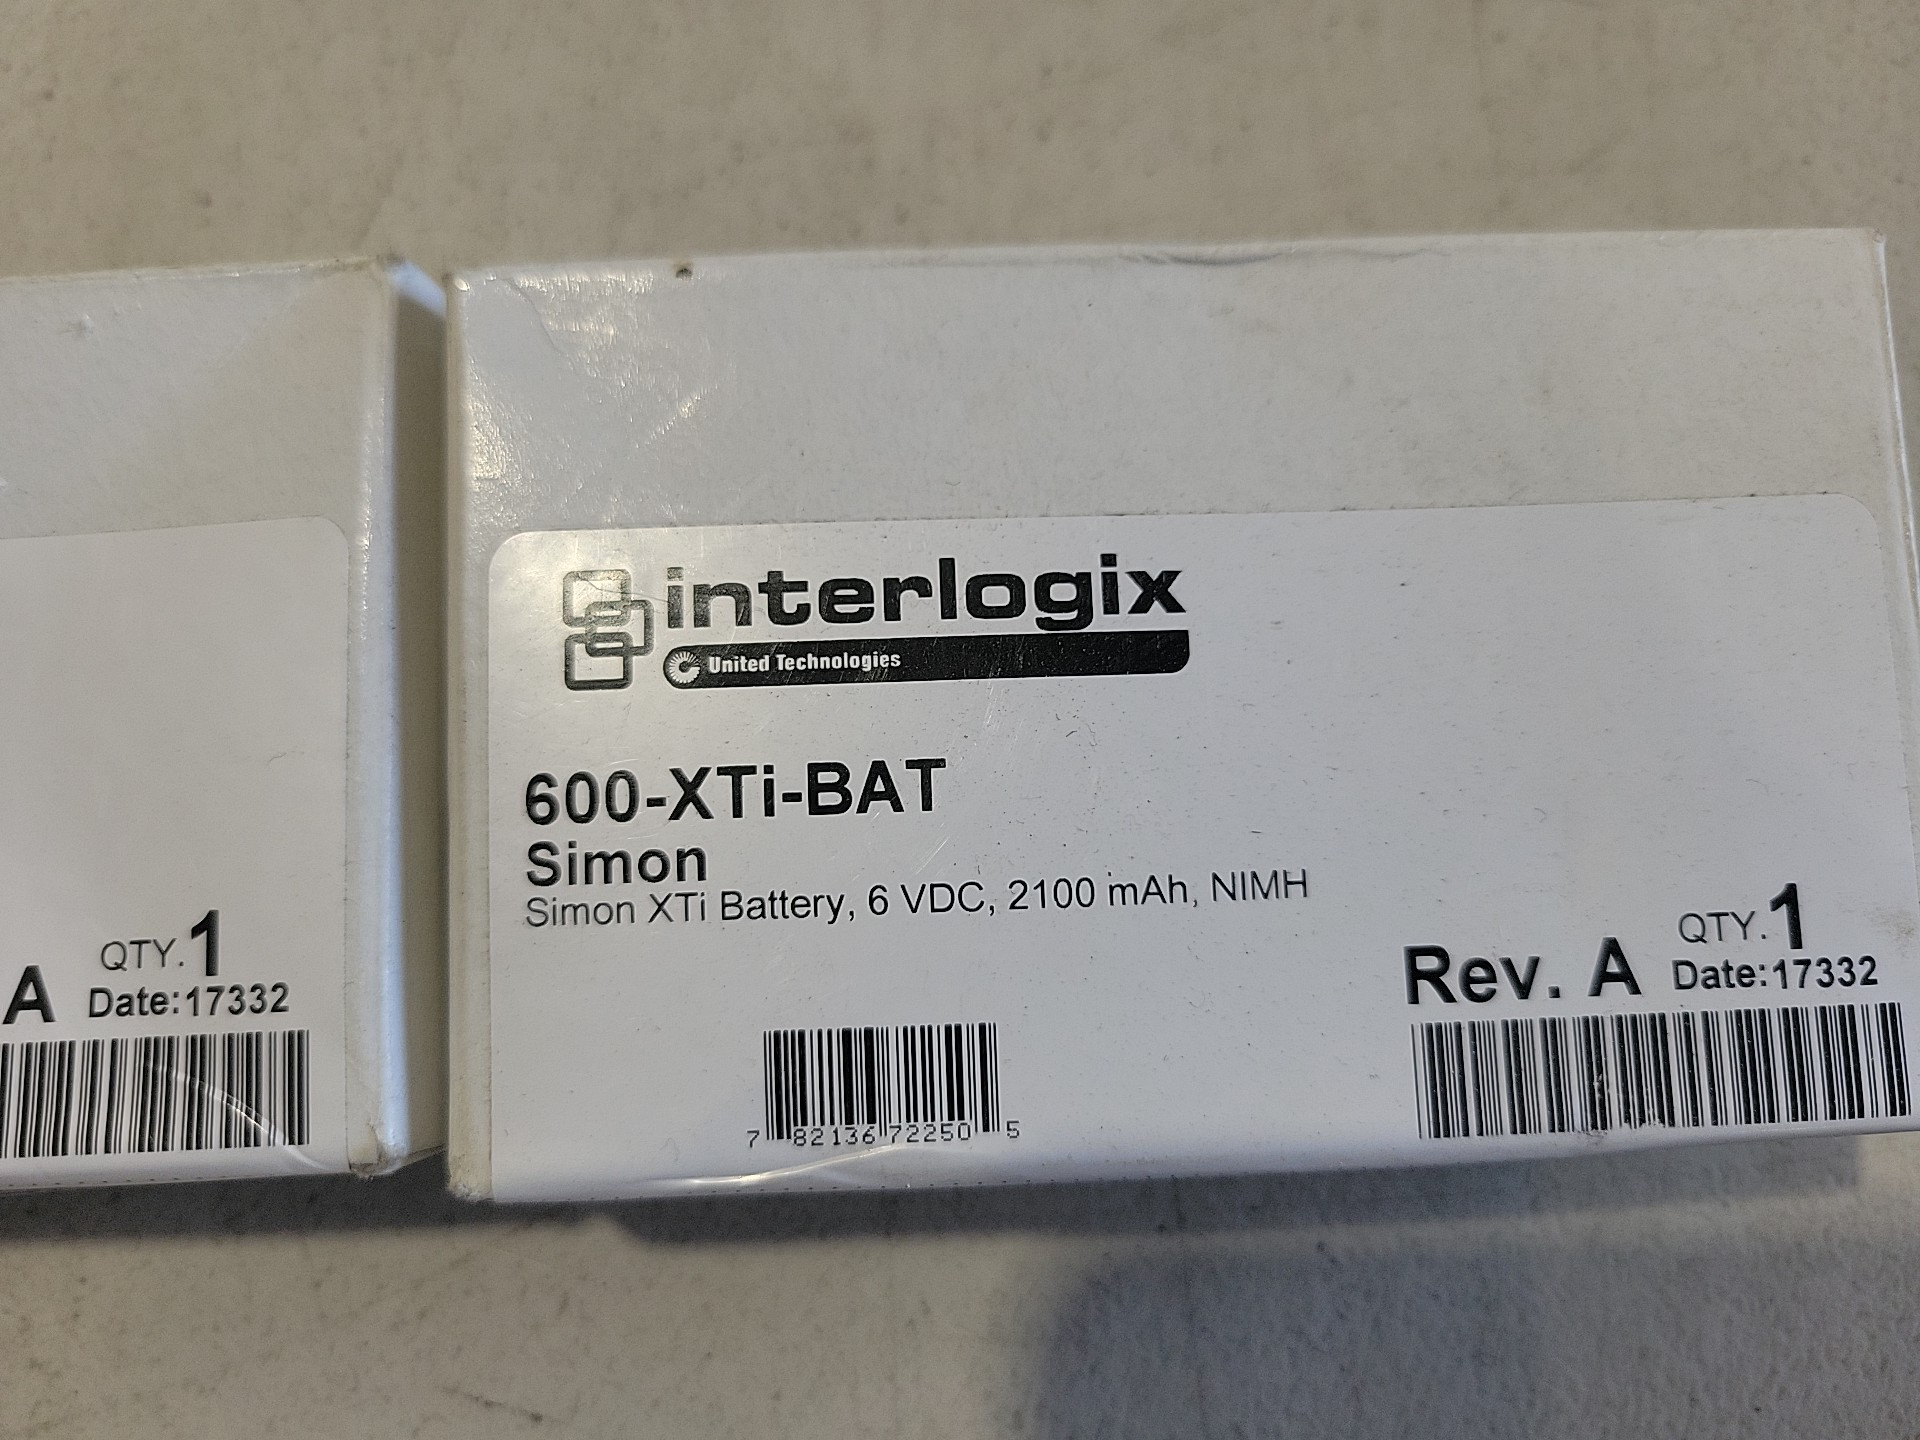 interlogix
United Technologies
600-XTi-BAT
Simon
Simon XTi Battery, 6 VDC, 2100 mAh, NIMH
QTY. 1
Rev. A Date:17332
7 82136 72250 5
QTY. 1
A Date:17332